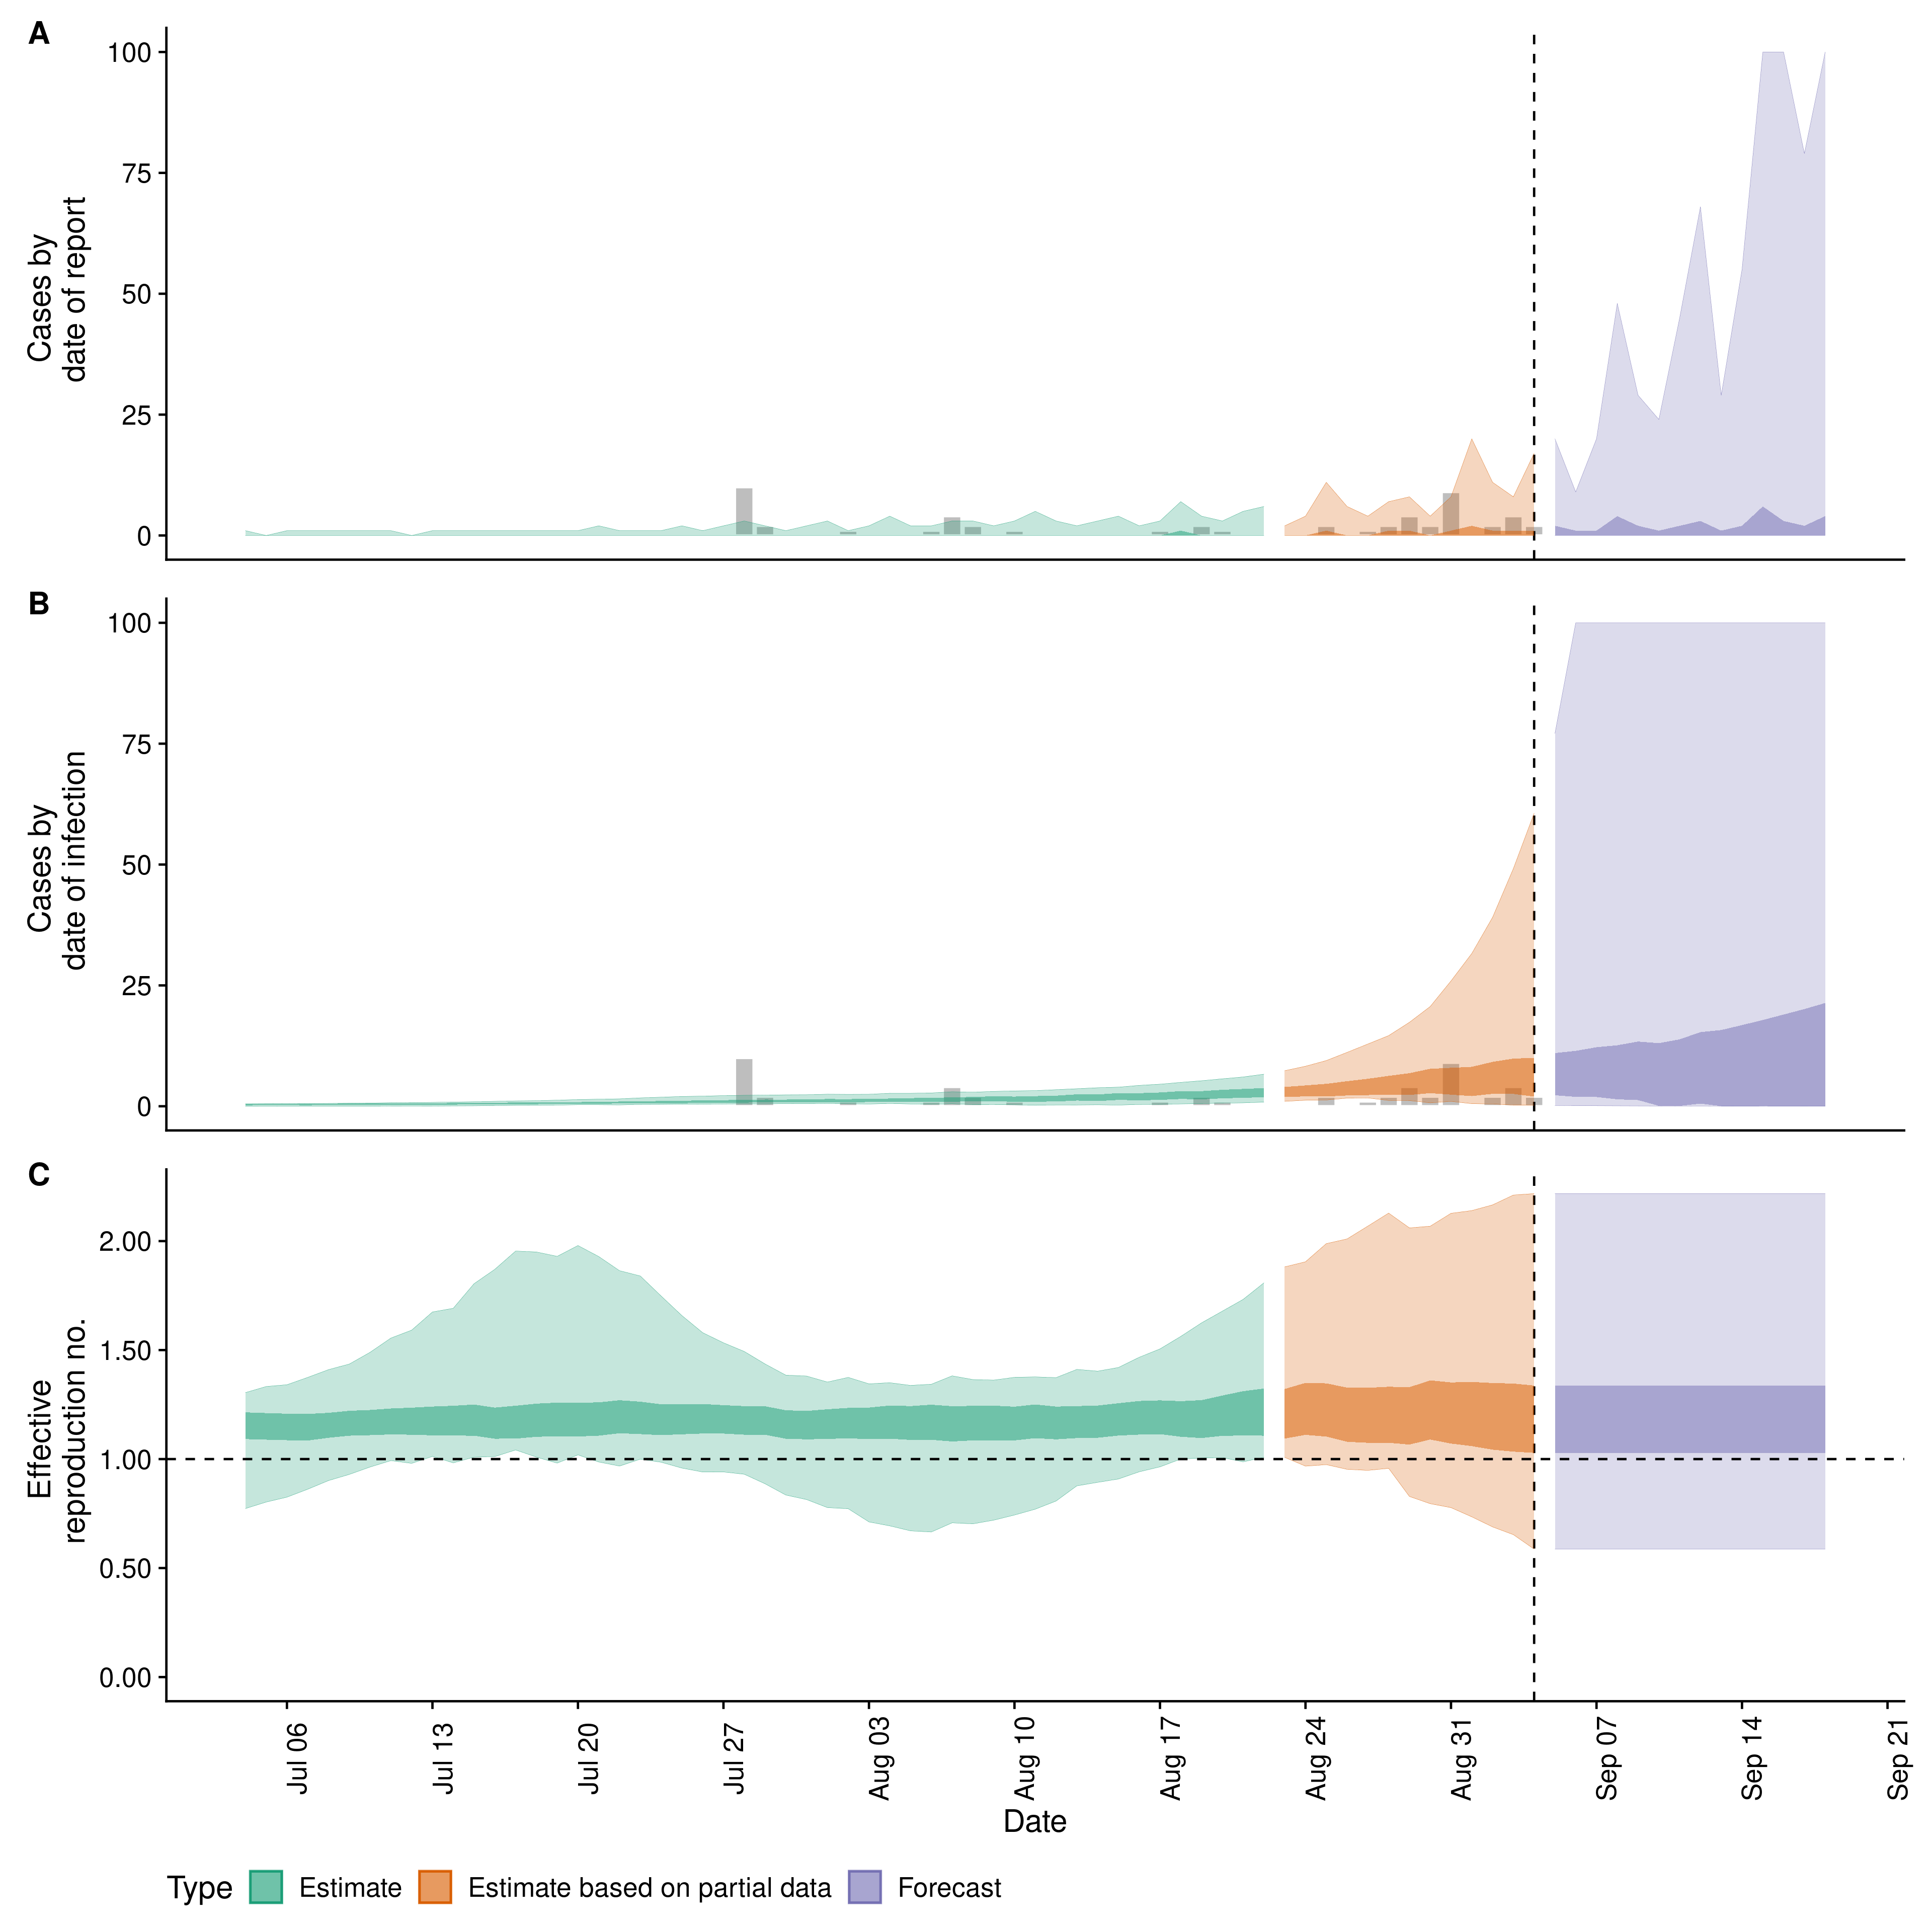 A
100
75
50
25
0
Cases by
date of report
B
100
75
50
25
0
Cases by
date of infection
C
2.00
1.50
1.00
0.50
0.00
Effective
reproduction no.
Jul 06
Jul 13
Jul 20
Jul 27
Aug 03
Aug 10
Aug 17
Aug 24
Aug 31
Sep 07
Sep 14
Sep 21
Date
Type
Estimate
Estimate based on partial data
Forecast